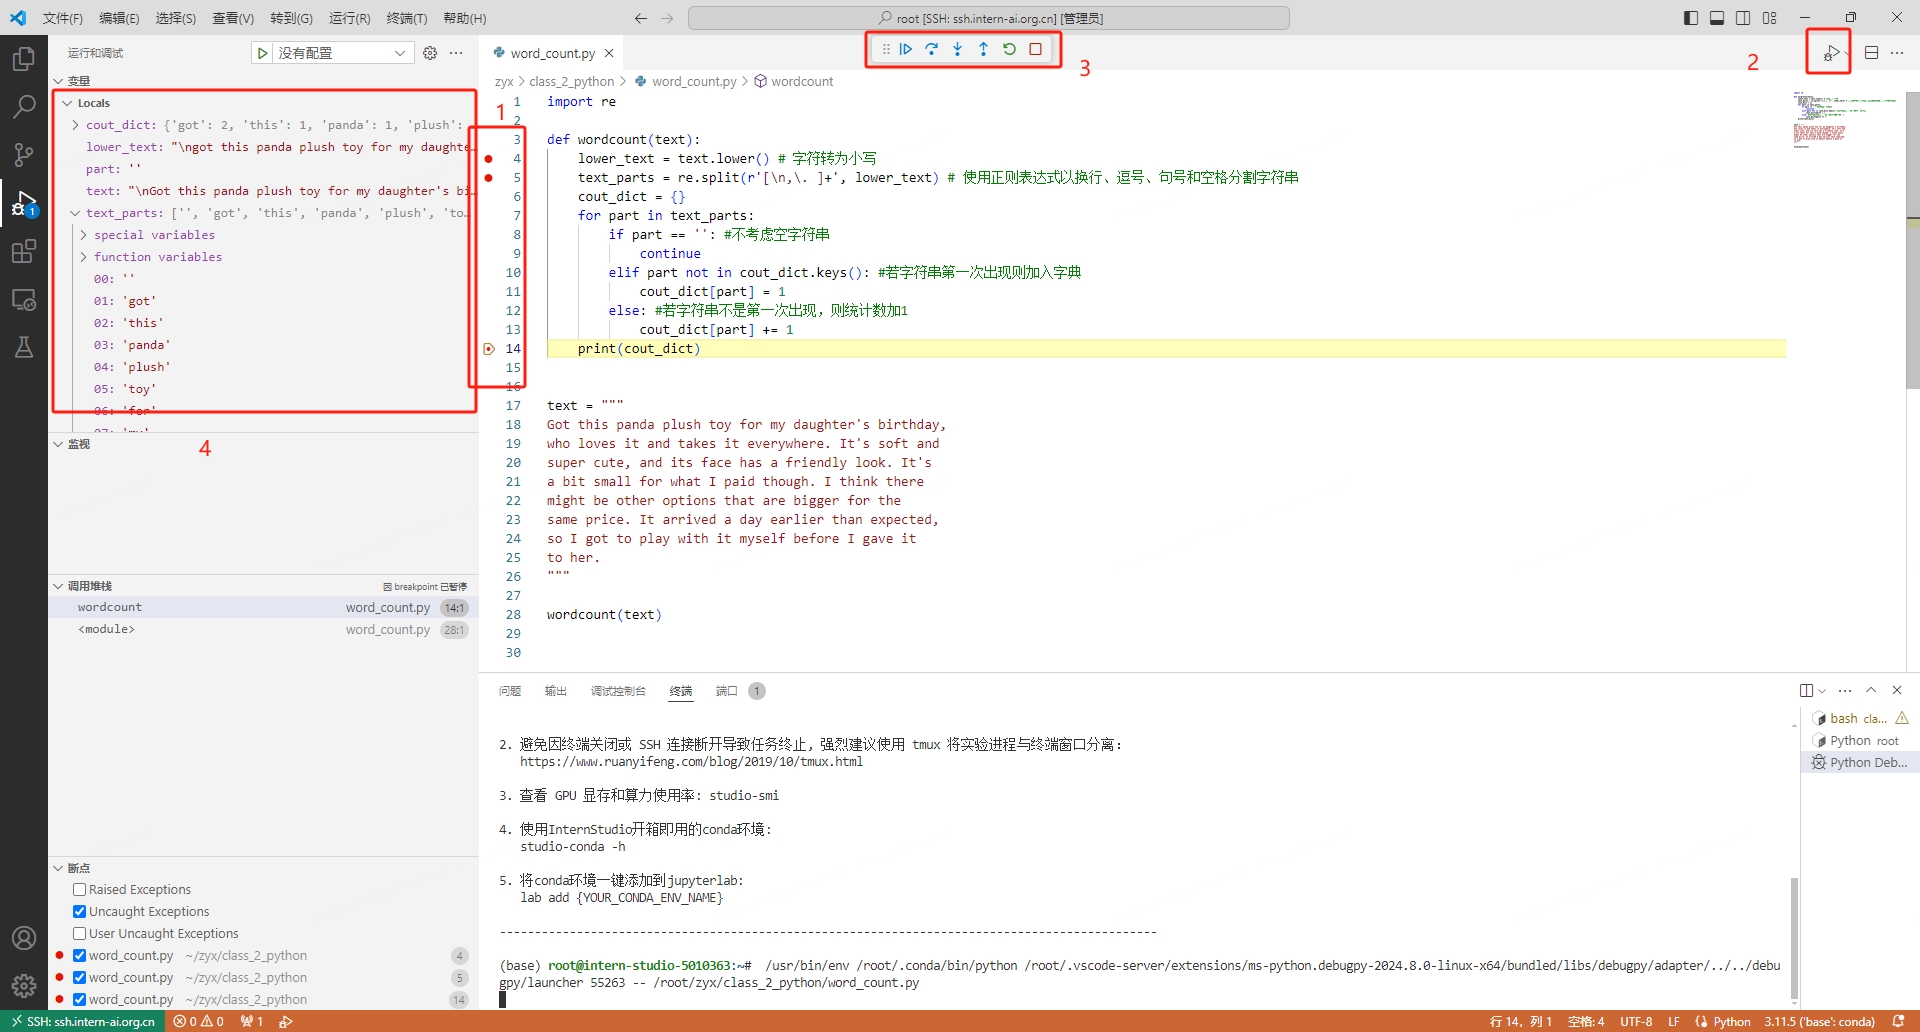 文件(F) 编辑(E) 选择(S) 查看(V) 转到(G) 运行(R) 终端(T) 帮助(H)
root [SSH: ssh.intern-ai.org.cn] [管理员]
运行和调试
没有配置
word_count.py
3
2
zyx > class_2_python > word_count.py > wordcount
变量
Locals
cout_dict: {'got': 2, 'this': 1, 'panda': 1, 'plush':
lower_text: "\ngot this panda plush toy for my daughte…
part: ''
text: "\nGot this panda plush toy for my daughter's bi…
text_parts: ['', 'got', 'this', 'panda', 'plush', 'to…
special variables
function variables
00: ''
01: 'got'
02: 'this'
03: 'panda'
04: 'plush'
05: 'toy'
06: 'for'
07: 'my'
监视
4
调用堆栈
因 breakpoint 已暂停
wordcount word_count.py 14:1
<module> word_count.py 28:1
断点
Raised Exceptions
Uncaught Exceptions
User Uncaught Exceptions
word_count.py ~/zyx/class_2_python 4
word_count.py ~/zyx/class_2_python 5
word_count.py ~/zyx/class_2_python 14
1
1 import re
2
3 def wordcount(text):
4 lower_text = text.lower() # 字符转为小写
5 text_parts = re.split(r'[\n,\. ]+', lower_text) # 使用正则表达式以换行、逗号、句号和空格分割字符串
6 cout_dict = {}
7 for part in text_parts:
8 if part == '': #不考虑空字符串
9 continue
10 elif part not in cout_dict.keys(): #若字符串第一次出现则加入字典
11 cout_dict[part] = 1
12 else: #若字符串不是第一次出现，则统计数加1
13 cout_dict[part] += 1
14 print(cout_dict)
15
16
17 text = """
18 Got this panda plush toy for my daughter's birthday,
19 who loves it and takes it everywhere. It's soft and
20 super cute, and its face has a friendly look. It's
21 a bit small for what I paid though. I think there
22 might be other options that are bigger for the
23 same price. It arrived a day earlier than expected,
24 so I got to play with it myself before I gave it
25 to her.
26 """
27
28 wordcount(text)
29
30
问题 输出 调试控制台 终端 端口 1
2. 避免因终端关闭或 SSH 连接断开导致任务终止，强烈建议使用 tmux 将实验进程与终端窗口分离:
https://www.ruanyifeng.com/blog/2019/10/tmux.html
3. 查看 GPU 显存和算力使用率: studio-smi
4. 使用InternStudio开箱即用的conda环境:
studio-conda -h
5. 将conda环境一键添加到jupyterlab:
lab add {YOUR_CONDA_ENV_NAME}
----------------------------------------------------------------------------------------------
(base) root@intern-studio-5010363:~# /usr/bin/env /root/.conda/bin/python /root/.vscode-server/extensions/ms-python.debugpy-2024.8.0-linux-x64/bundled/libs/debugpy/adapter/../../debu
gpy/launcher 55263 -- /root/zyx/class_2_python/word_count.py
bash cla...
Python root
Python Deb...
1
SSH: ssh.intern-ai.org.cn 0 0 1 行 14，列 1 空格: 4 UTF-8 LF Python 3.11.5 ('base': conda)